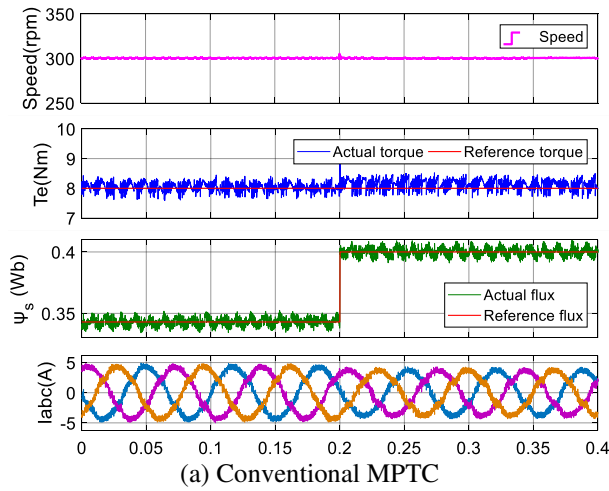 Speed(rpm)
350
300
250
Speed
Te(Nm)
10
9
8
7
Actual torque
Reference torque
Ψs (Wb)
0.4
0.35
Actual flux
Reference flux
Iabc(A)
5
0
-5
0 0.05 0.1 0.15 0.2 0.25 0.3 0.35 0.4
(a) Conventional MPTC